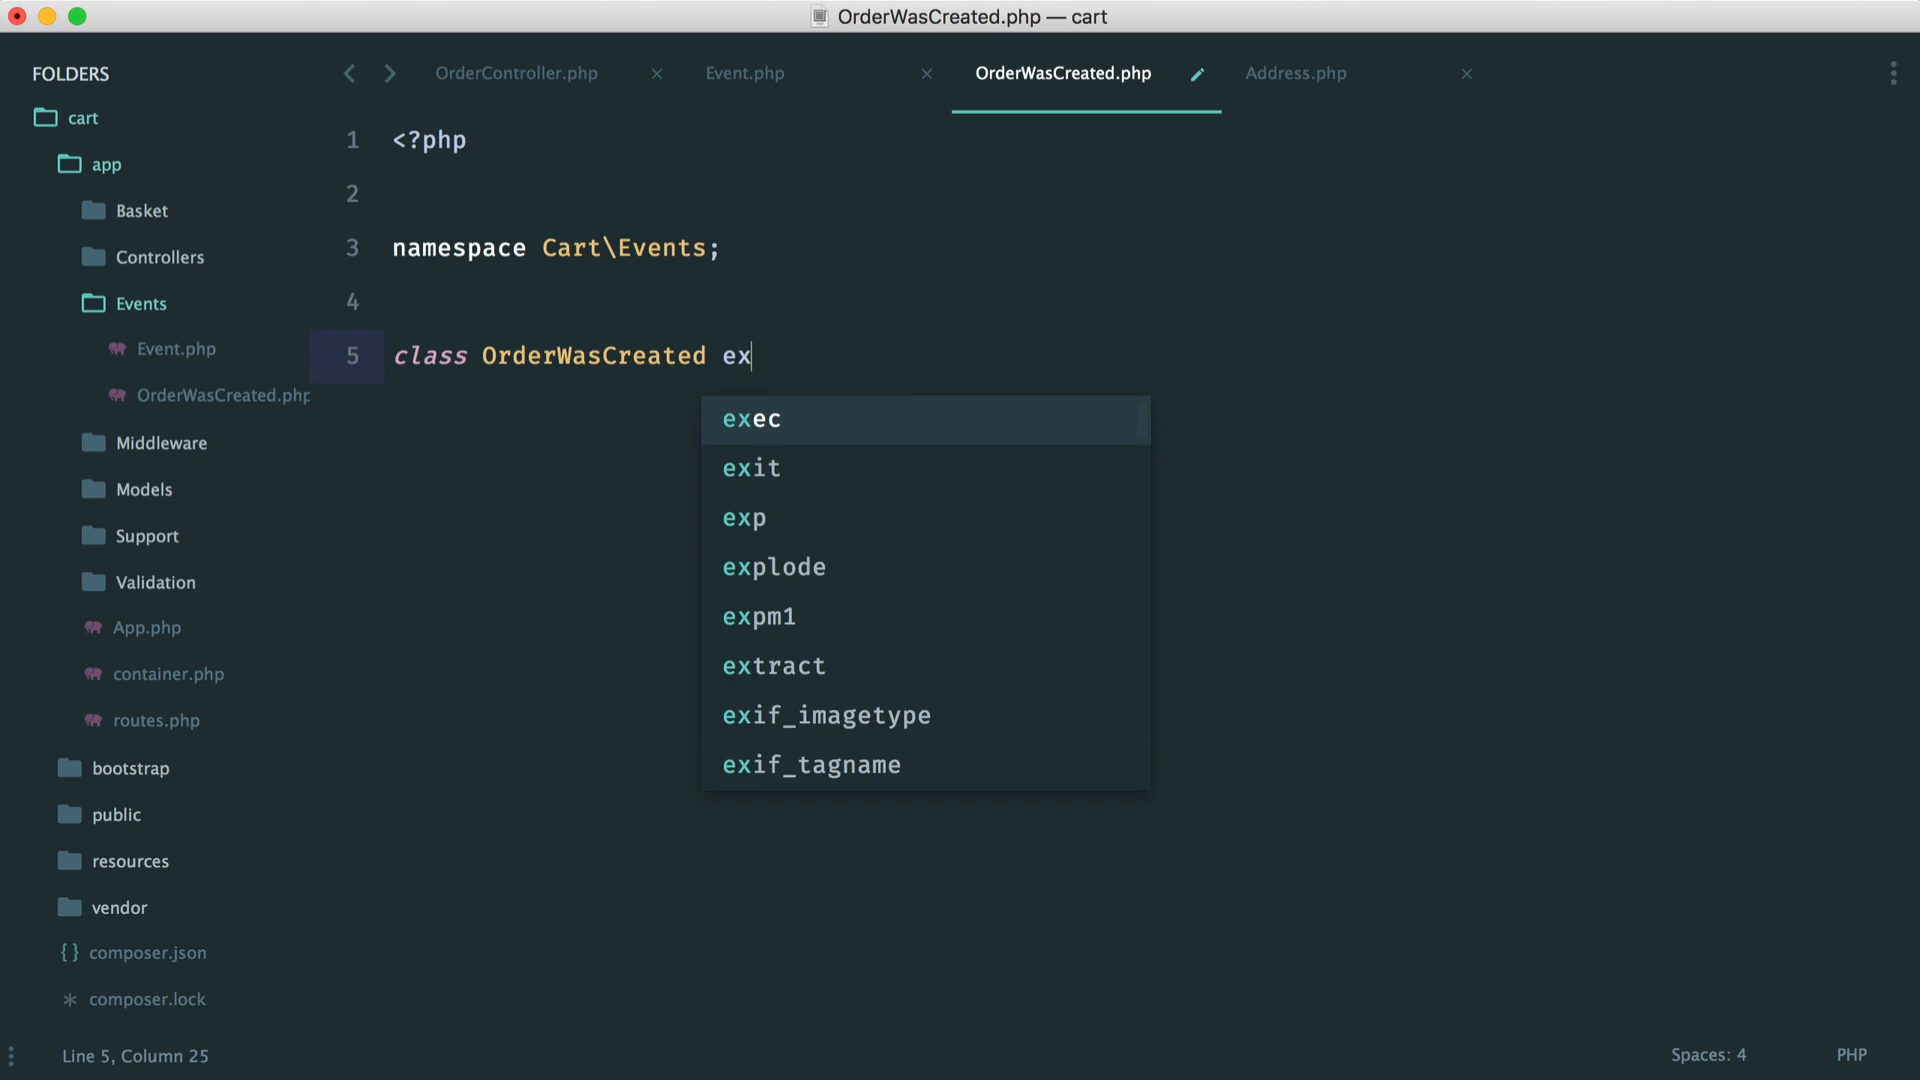 OrderWasCreated.php — cart
FOLDERS
cart
app
Basket
Controllers
Events
Event.php
OrderWasCreated.php
Middleware
Models
Support
Validation
App.php
container.php
routes.php
bootstrap
public
resources
vendor
{} composer.json
* composer.lock
OrderController.php × Event.php × OrderWasCreated.php Address.php ×
1 <?php
2
3 namespace Cart\Events;
4
5 class OrderWasCreated ex
exec
exit
exp
explode
expm1
extract
exif_imagetype
exif_tagname
Line 5, Column 25
Spaces: 4
PHP